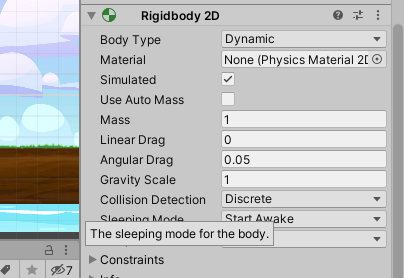 Rigidbody 2D
Body Type Dynamic
Material None (Physics Material 2D
Simulated
Use Auto Mass
Mass 1
Linear Drag 0
Angular Drag 0.05
Gravity Scale 1
Collision Detection Discrete
Sleeping Mode Start Awake
The sleeping mode for the body.
Constraints
Info
7